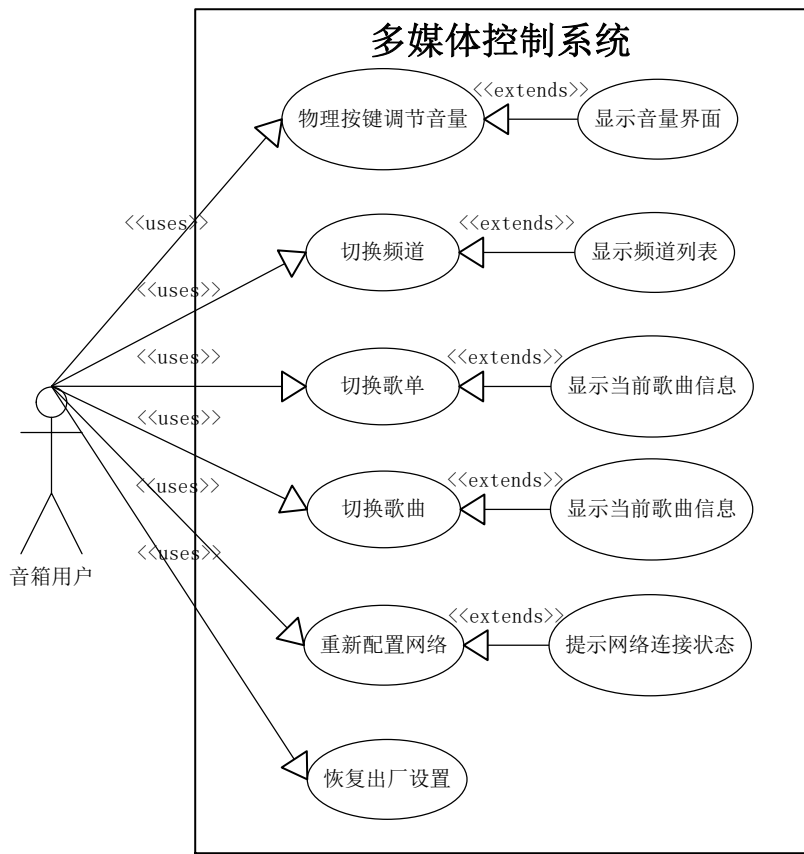 多媒体控制系统
<<extends>>
物理按键调节音量
显示音量界面
<<uses>>
<<extends>>
切换频道
显示频道列表
<<uses>>
<<uses>>
<<extends>>
切换歌单
显示当前歌曲信息
<<uses>>
<<extends>>
<<uses>>
切换歌曲
显示当前歌曲信息
<<uses>>
音箱用户
<<extends>>
重新配置网络
提示网络连接状态
恢复出厂设置